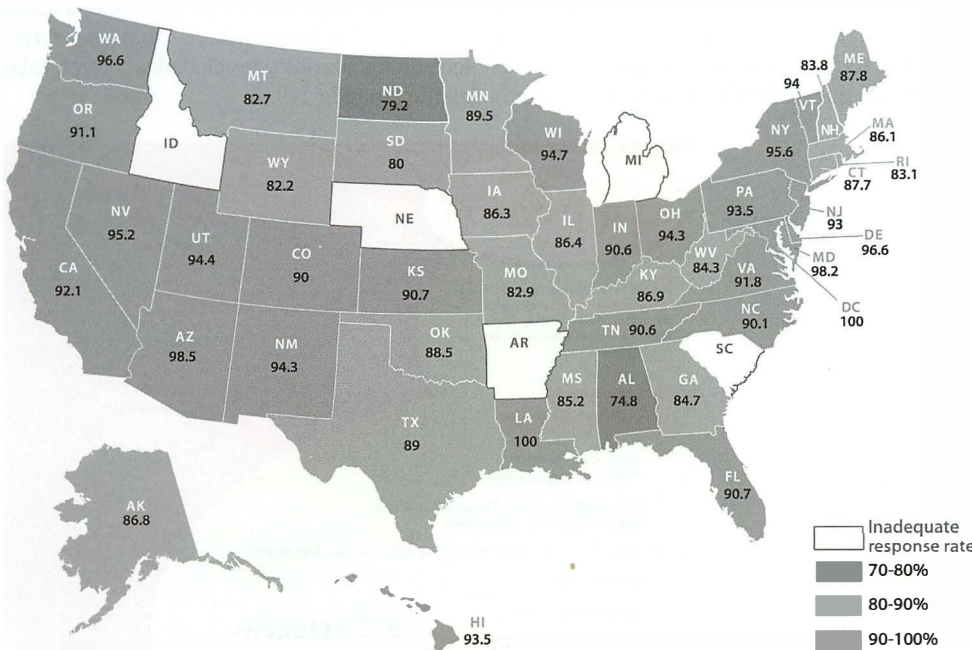 WA
96.6
OR
91.1
CA
92.1
ID
NV
95.2
MT
82.7
WY
82.2
UT
94.4
AZ
98.5
CO
90
NM
94.3
ND
79.2
SD
80
NE
KS
90.7
OK
88.5
TX
89
MN
89.5
IA
86.3
MO
82.9
AR
LA
100
WI
94.7
IL
86.4
MI
IN
90.6
OH
94.3
KY
86.9
TN 90.6
MS
85.2
AL
74.8
GA
84.7
FL
90.7
SC
NC
90.1
VA
91.8
WV
84.3
PA
93.5
NY
95.6
94
VT
83.8
NH
ME
87.8
MA
86.1
RI
83.1
CT
87.7
NJ
93
DE
96.6
MD
98.2
DC
100
AK
86.8
HI
93.5
Inadequate
response rate
70-80%
80-90%
90-100%